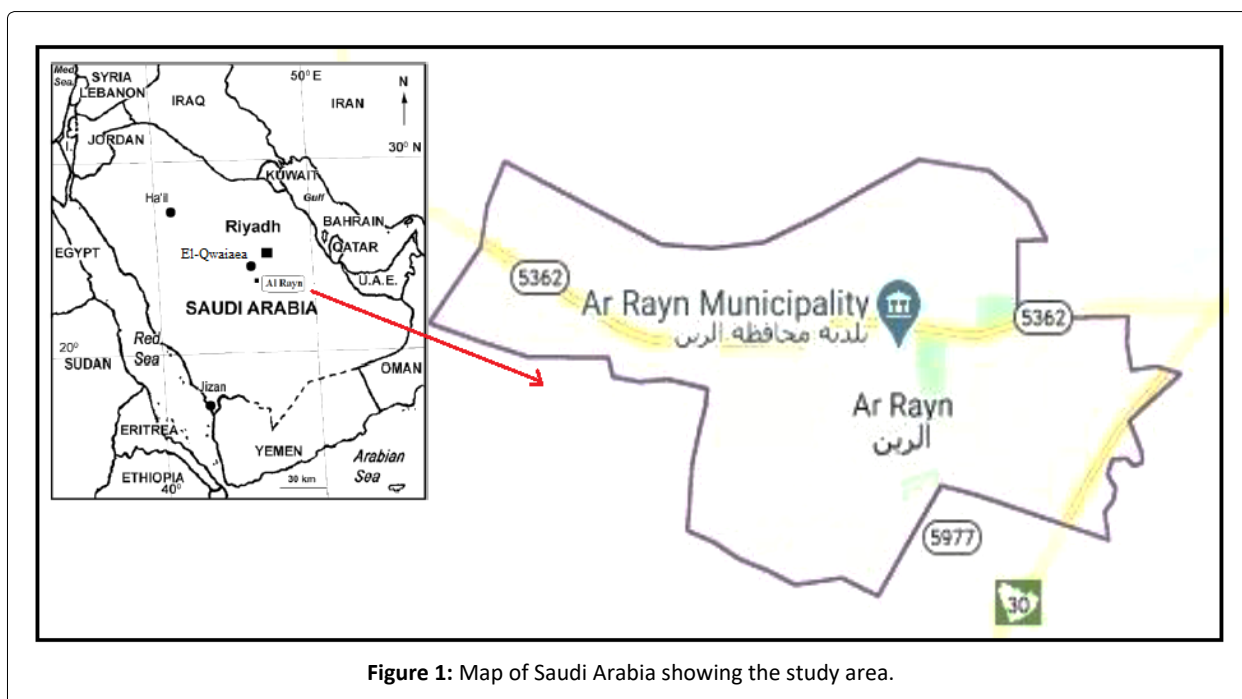 Med.
Sea.
SYRIA
LEBANON
IRAQ
50° E
IRAN
N
I.
JORDAN
30° N
KUWAIT
Gulf
Ha'il
Riyadh
BAHRAIN
QATAR
EGYPT
El-Qwaiaea
U.A.E.
Al Rayn
SAUDI ARABIA
Red
Sea
20°
SUDAN
OMAN
Jizan
ERITREA
YEMEN
Arabian
Sea
ETHIOPIA
40°
30 km
5362
Ar Rayn Municipality
بلدية محافظة الرين
5362
Ar Rayn
الرين
5977
30
Figure 1: Map of Saudi Arabia showing the study area.